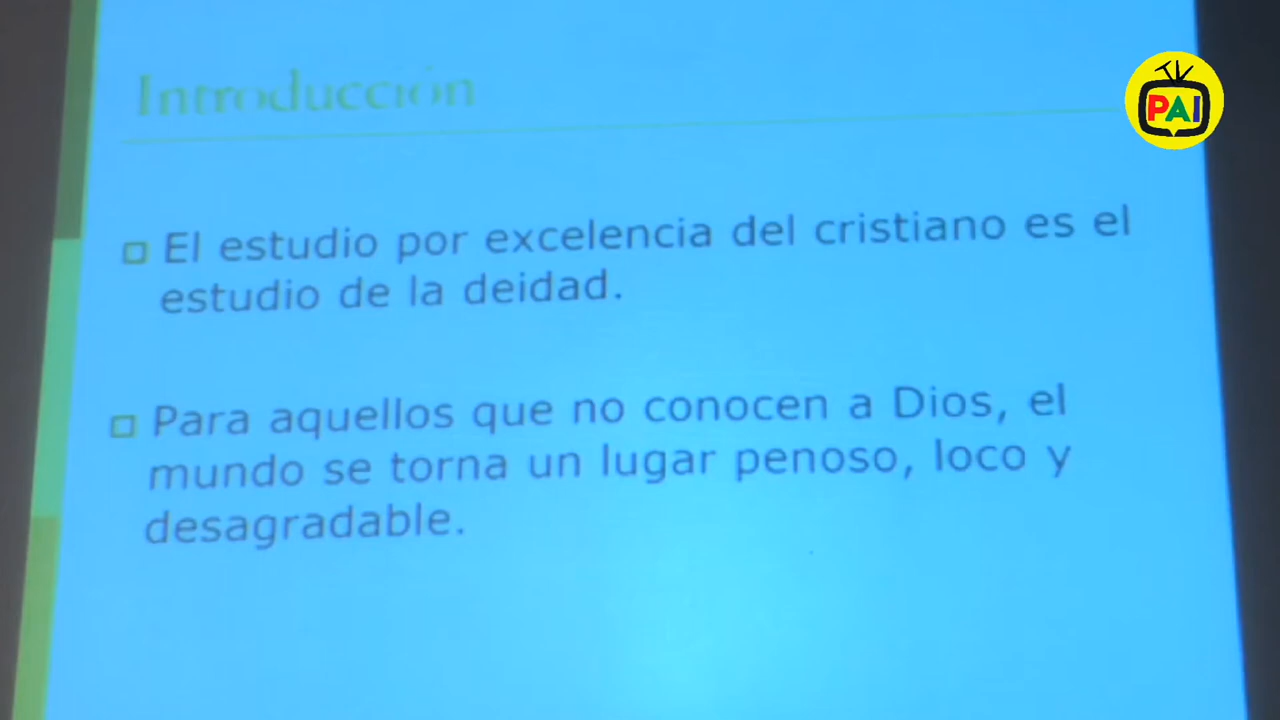 Introducción
El estudio por excelencia del cristiano es el
estudio de la deidad.
Para aquellos que no conocen a Dios, el
mundo se torna un lugar penoso, loco y
desagradable.
TV
PAI